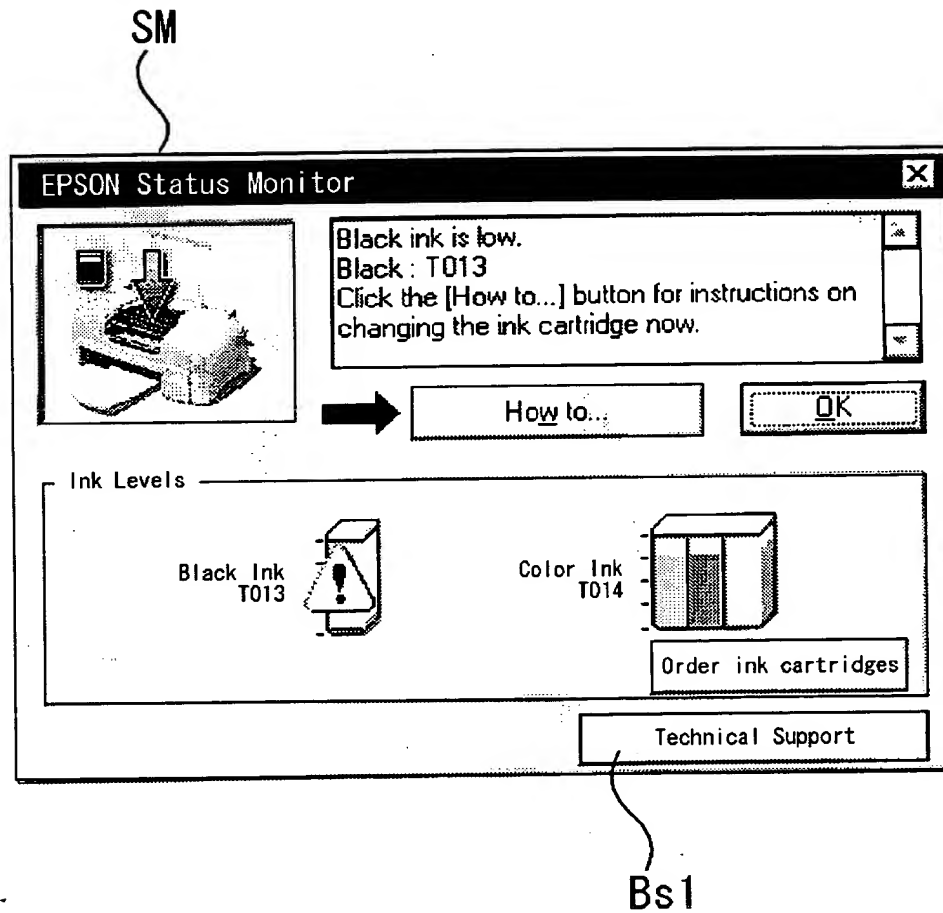 SM
EPSON Status Monitor
Black ink is low.
Black : T013
Click the [How to...] button for instructions on
changing the ink cartridge now.
How to...
OK
Ink Levels
Black Ink
T013
Color Ink
T014
Order ink cartridges
Technical Support
Bs1